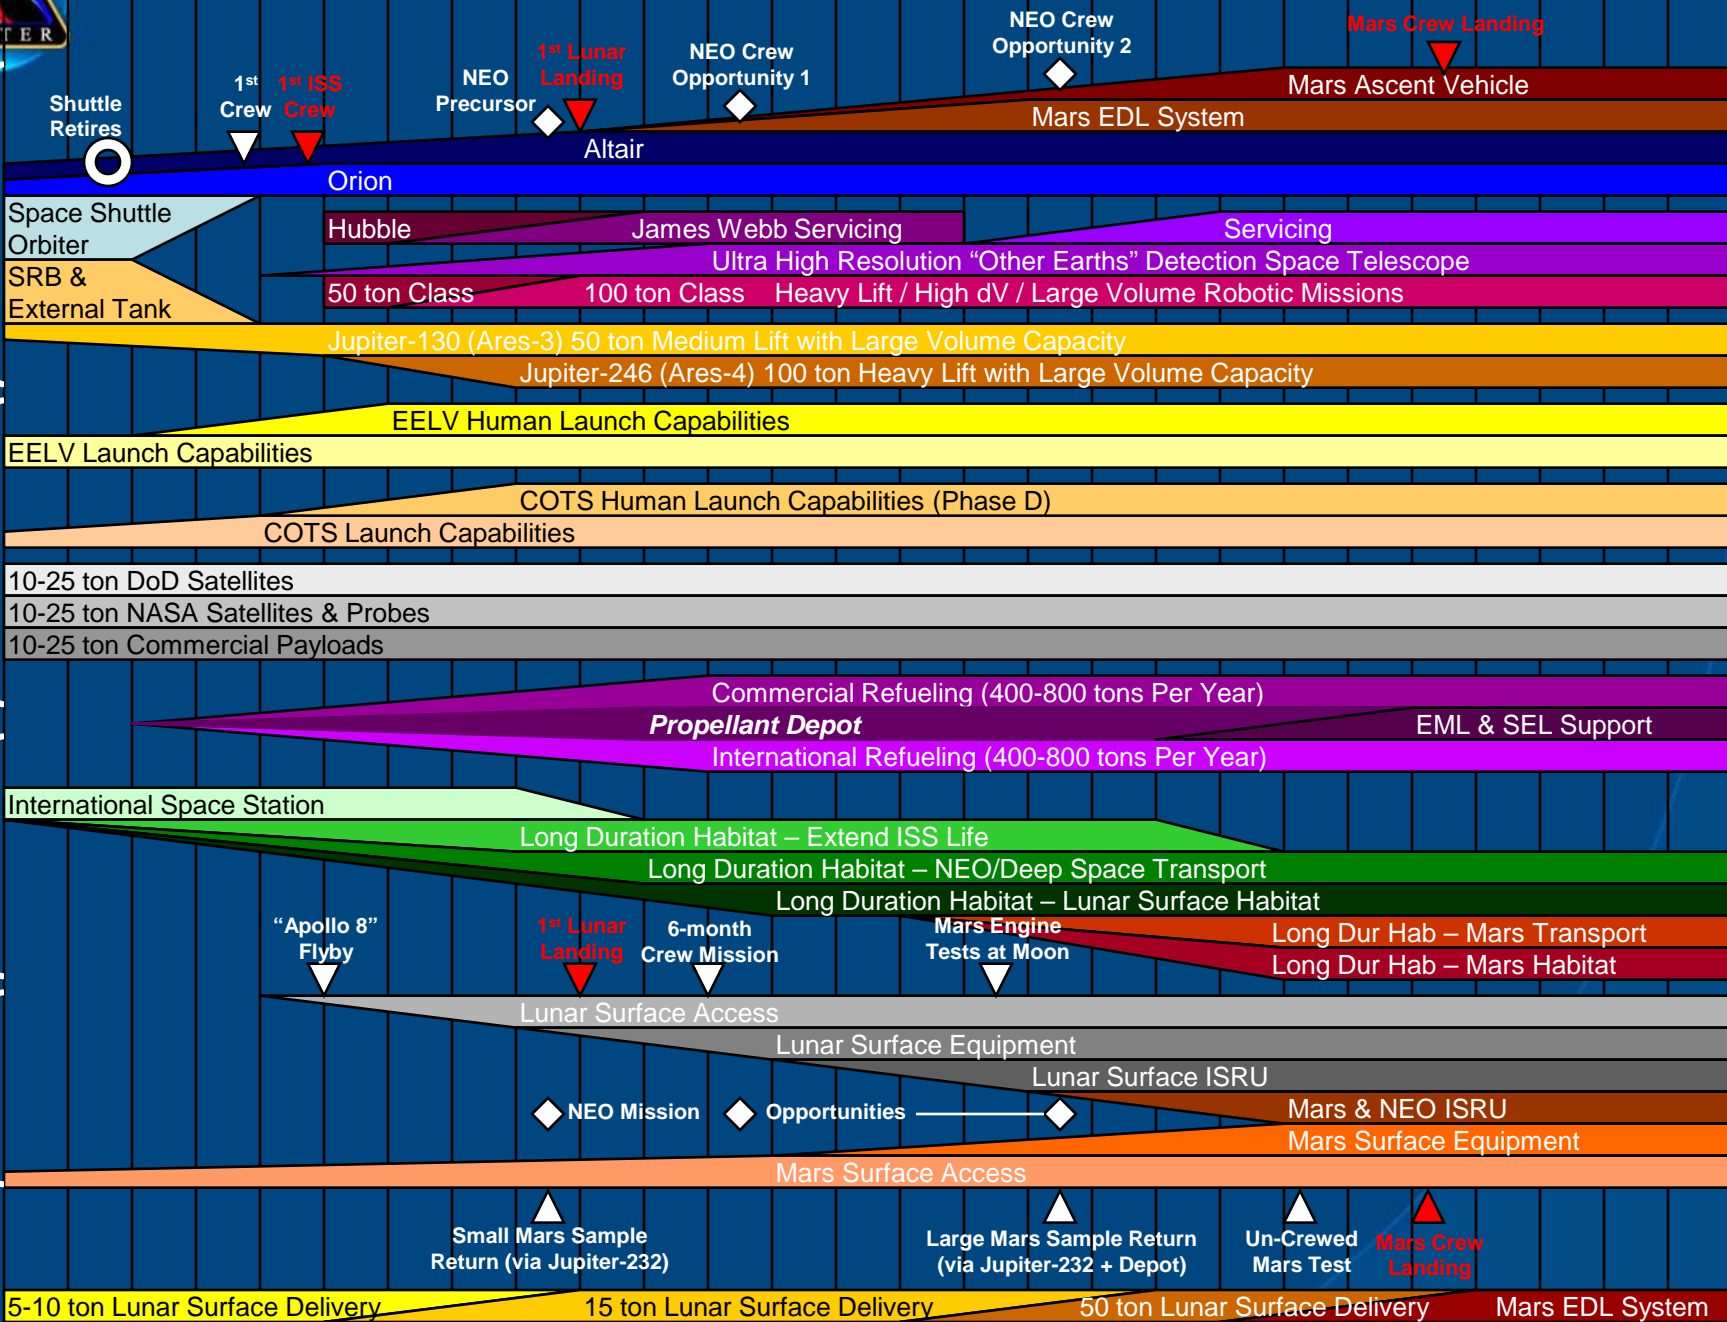 TER
NEO Crew
Opportunity 2
Mars Crew Landing
1st Lunar
Landing
NEO Crew
Opportunity 1
NEO
Precursor
1st
Crew
1st ISS
Crew
Shuttle
Retires
Mars Ascent Vehicle
Mars EDL System
Altair
Orion
Space Shuttle
Orbiter
Hubble
James Webb Servicing
Servicing
Ultra High Resolution “Other Earths” Detection Space Telescope
SRB &
External Tank
50 ton Class
100 ton Class
Heavy Lift / High dV / Large Volume Robotic Missions
Jupiter-130 (Ares-3) 50 ton Medium Lift with Large Volume Capacity
Jupiter-246 (Ares-4) 100 ton Heavy Lift with Large Volume Capacity
EELV Human Launch Capabilities
EELV Launch Capabilities
COTS Human Launch Capabilities (Phase D)
COTS Launch Capabilities
10-25 ton DoD Satellites
10-25 ton NASA Satellites & Probes
10-25 ton Commercial Payloads
Commercial Refueling (400-800 tons Per Year)
Propellant Depot
EML & SEL Support
International Refueling (400-800 tons Per Year)
International Space Station
Long Duration Habitat – Extend ISS Life
Long Duration Habitat – NEO/Deep Space Transport
Long Duration Habitat – Lunar Surface Habitat
“Apollo 8”
Flyby
1st Lunar
Landing
6-month
Crew Mission
Mars Engine
Tests at Moon
Long Dur Hab – Mars Transport
Long Dur Hab – Mars Habitat
Lunar Surface Access
Lunar Surface Equipment
Lunar Surface ISRU
NEO Mission
Opportunities
Mars & NEO ISRU
Mars Surface Equipment
Mars Surface Access
Small Mars Sample
Return (via Jupiter-232)
Large Mars Sample Return
(via Jupiter-232 + Depot)
Un-Crewed
Mars Test
Mars Crew
Landing
5-10 ton Lunar Surface Delivery
15 ton Lunar Surface Delivery
50 ton Lunar Surface Delivery
Mars EDL System